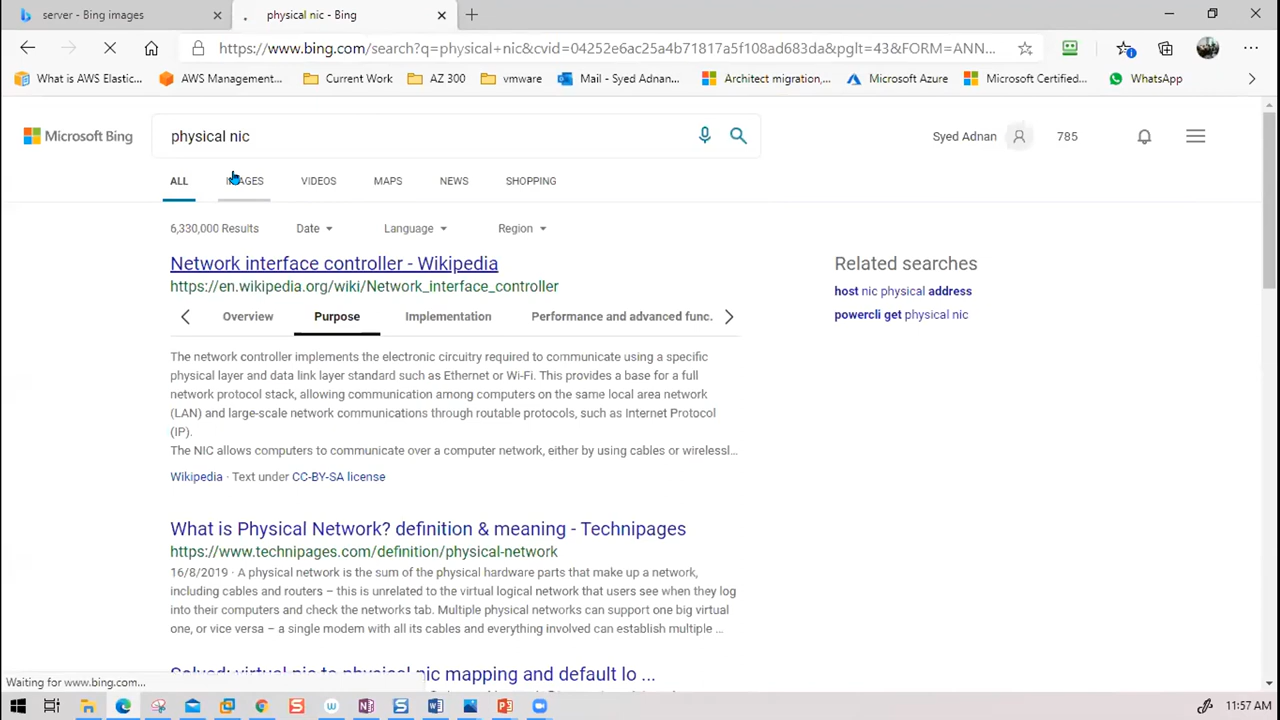 server - Bing images
physical nic - Bing
https://www.bing.com/search?q=physical+nic&cvid=04252e6ac25a4b71817a5f10bad683da&pglt=43&FORM=ANN...
What is AWS Elastic... AWS Management... Current Work AZ 300 vmware Mail - Syed Adnan... Architect migration,... Microsoft Azure Microsoft Certified... WhatsApp
Microsoft Bing
physical nic
Syed Adnan 785
ALL VIDEOS MAPS NEWS SHOPPING
6,330,000 Results Date Language Region
Network interface controller - Wikipedia
https://en.wikipedia.org/wiki/Network_interface_controller
Overview Purpose Implementation Performance and advanced func.
The network controller implements the electronic circuitry required to communicate using a specific
physical layer and data link layer standard such as Ethernet or Wi-Fi. This provides a base for a full
network protocol stack, allowing communication among computers on the same local area network
(LAN) and large-scale network communications through routable protocols, such as Internet Protocol
(IP).
The NIC allows computers to communicate over a computer network, either by using cables or wirelessl...
Wikipedia · Text under CC-BY-SA license
What is Physical Network? definition & meaning - Technipages
https://www.technipages.com/definition/physical-network
16/8/2019 · A physical network is the sum of the physical hardware parts that make up a network,
including cables and routers – this is unrelated to the virtual logical network that users see when they log
into their computers and check the networks tab. Multiple physical networks can support one big virtual
one, or vice versa – a single modem with all its cables and everything involved can establish multiple ...
Solved: virtual nic to physical nic mapping and default lo ...
Related searches
host nic physical address
powercli get physical nic
Waiting for www.bing.com...
11:57 AM